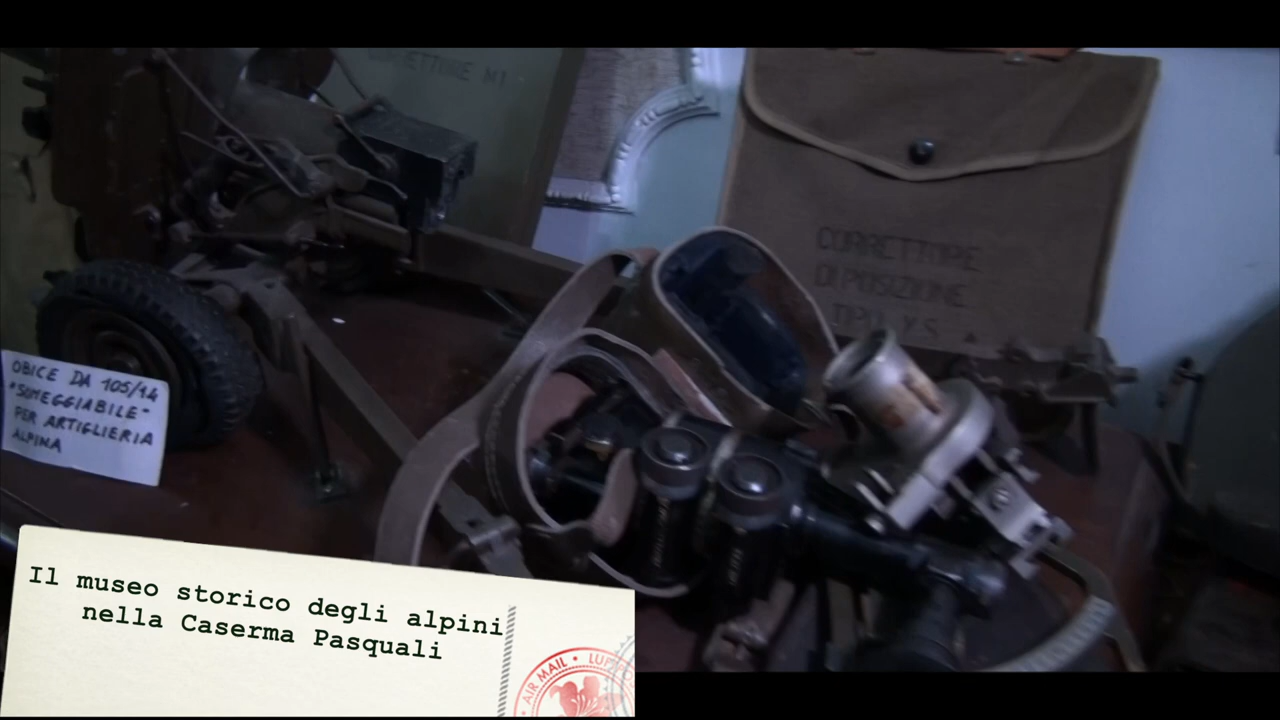 CORRETTORE
DI POSIZIONE
TIPO Y S
OBICE DA 105/14
"SOMEGGIABILE"
PER ARTIGLIERIA
ALPINA
Il museo storico degli alpini
nella Caserma Pasquali
AIR MAIL